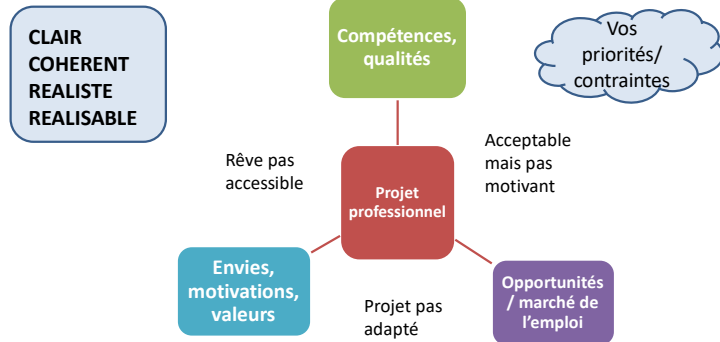 CLAIR
COHERENT
REALISTE
REALISABLE
Compétences,
qualités
Vos
priorités/
contraintes
Rêve pas
accessible
Acceptable
mais pas
motivant
Projet
professionnel
Envies,
motivations,
valeurs
Projet pas
adapté
Opportunités
/ marché de
l’emploi